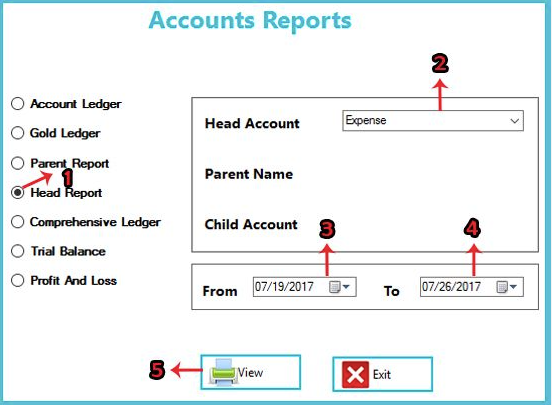 Accounts Reports
2
Account Ledger
Head Account
Expense
Gold Ledger
Parent Report
1
Parent Name
Head Report
Comprehensive Ledger
Child Account
3
4
Trial Balance
Profit And Loss
From
07/19/2017
To
07/26/2017
5
View
Exit